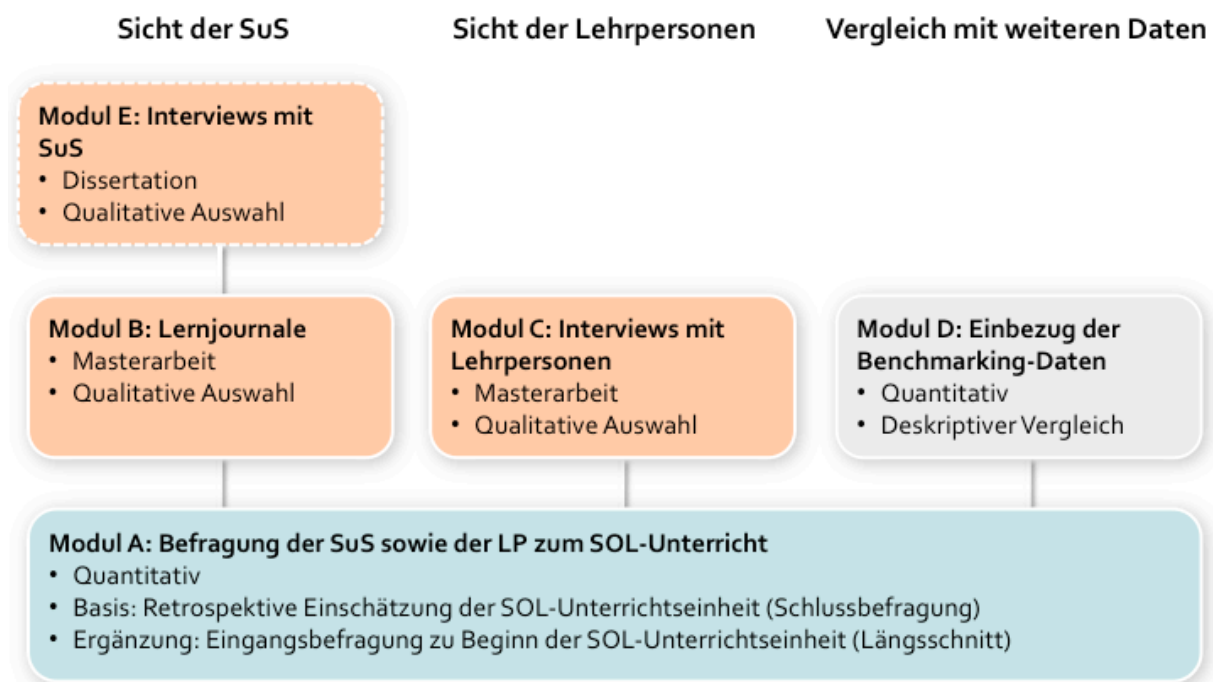 Sicht der SuS
Sicht der Lehrpersonen
Vergleich mit weiteren Daten
Modul E: Interviews mit
SuS
• Dissertation
• Qualitative Auswahl
Modul B: Lernjournale
• Masterarbeit
• Qualitative Auswahl
Modul C: Interviews mit
Lehrpersonen
• Masterarbeit
• Qualitative Auswahl
Modul D: Einbezug der
Benchmarking-Daten
• Quantitativ
• Deskriptiver Vergleich
Modul A: Befragung der SuS sowie der LP zum SOL-Unterricht
• Quantitativ
• Basis: Retrospektive Einschätzung der SOL-Unterrichtseinheit (Schlussbefragung)
• Ergänzung: Eingangsbefragung zu Beginn der SOL-Unterrichtseinheit (Längsschnitt)